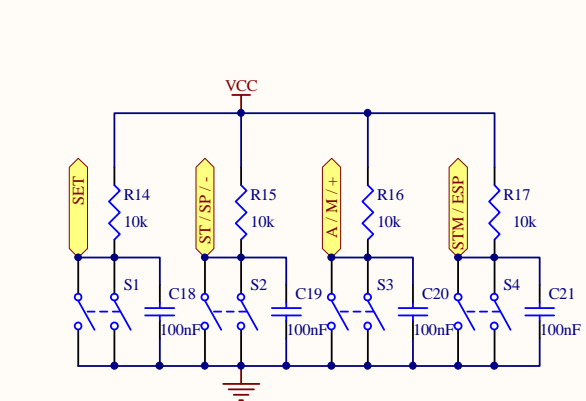 VCC
SET
R14
10k
ST / SP / -
R15
10k
A / M / +
R16
10k
STM / ESP
R17
10k
S1
C18
100nF
S2
C19
100nF
S3
C20
100nF
S4
C21
100nF